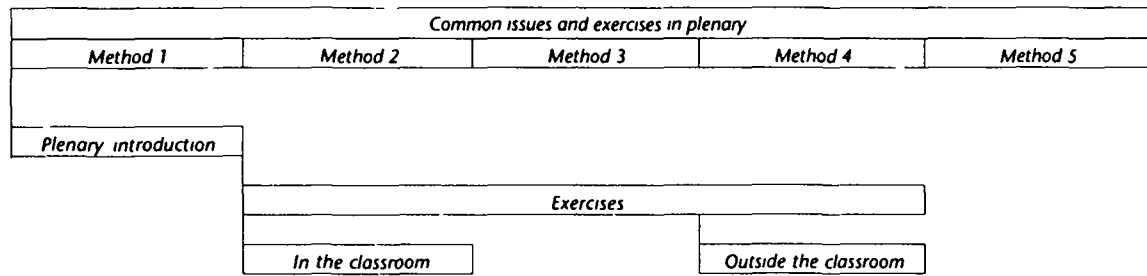 Common issues and exercises in plenary
Method 1 Method 2 Method 3 Method 4 Method 5
Plenary introduction
Exercises
In the classroom Outside the classroom